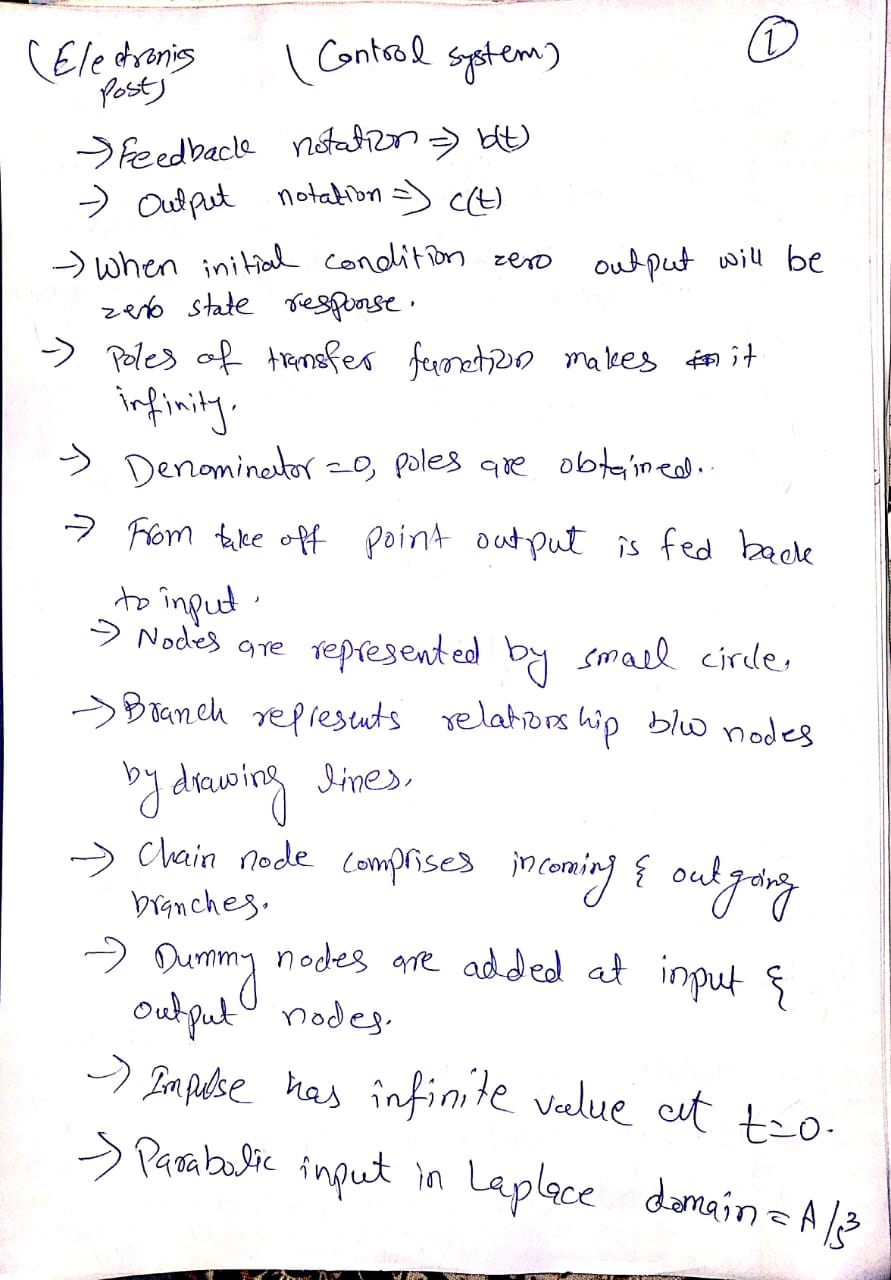 (Electronics (Control system) 1
Posts)
→ Feedback notation ⇒ b(t)
→ Output notation ⇒ c(t)
→ When initial condition zero output will be
zero state response.
→ Poles of transfer function makes it
infinity.
→ Denominator = 0, poles are obtained.
→ From take off point output is fed back
to input.
→ Nodes are represented by small circle.
→ Branch represents relationship b/w nodes
by drawing lines.
→ Chain node comprises incoming & outgoing
branches.
→ Dummy nodes are added at input &
output nodes.
→ Impulse has infinite value at t=0.
→ Parabolic input in Laplace domain = A/s³